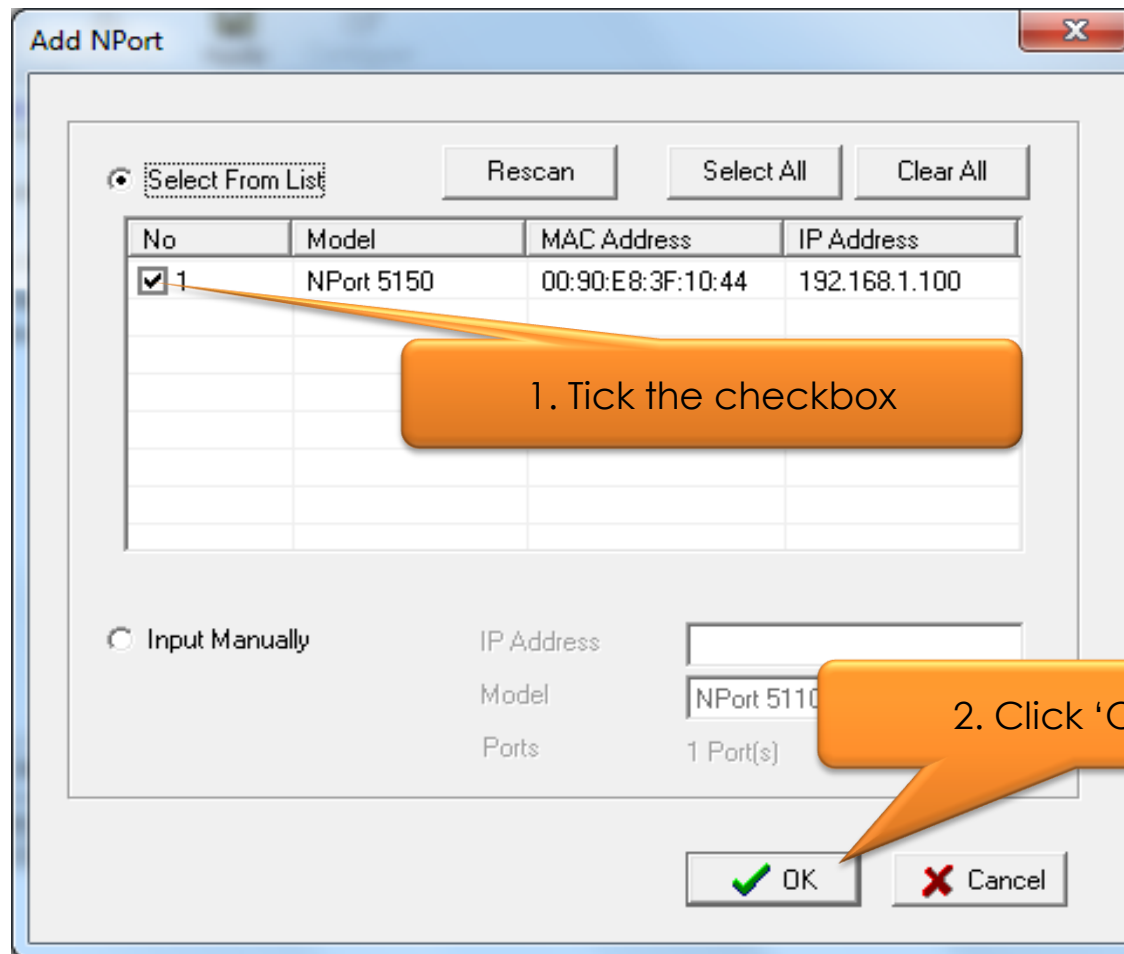 Add NPort
Select From List Rescan Select All Clear All
No Model MAC Address IP Address
1 NPort 5150 00:90:E8:3F:10:44 192.168.1.100
1. Tick the checkbox
Input Manually IP Address
Model NPort 5110
2. Click ‘O
Ports 1 Port(s)
OK Cancel